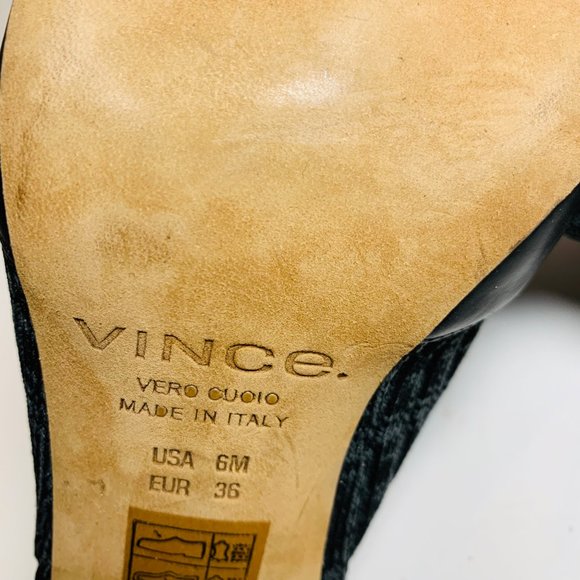 VINCe.
VERO CUOIO
MADE IN ITALY
USA 6M
EUR 36